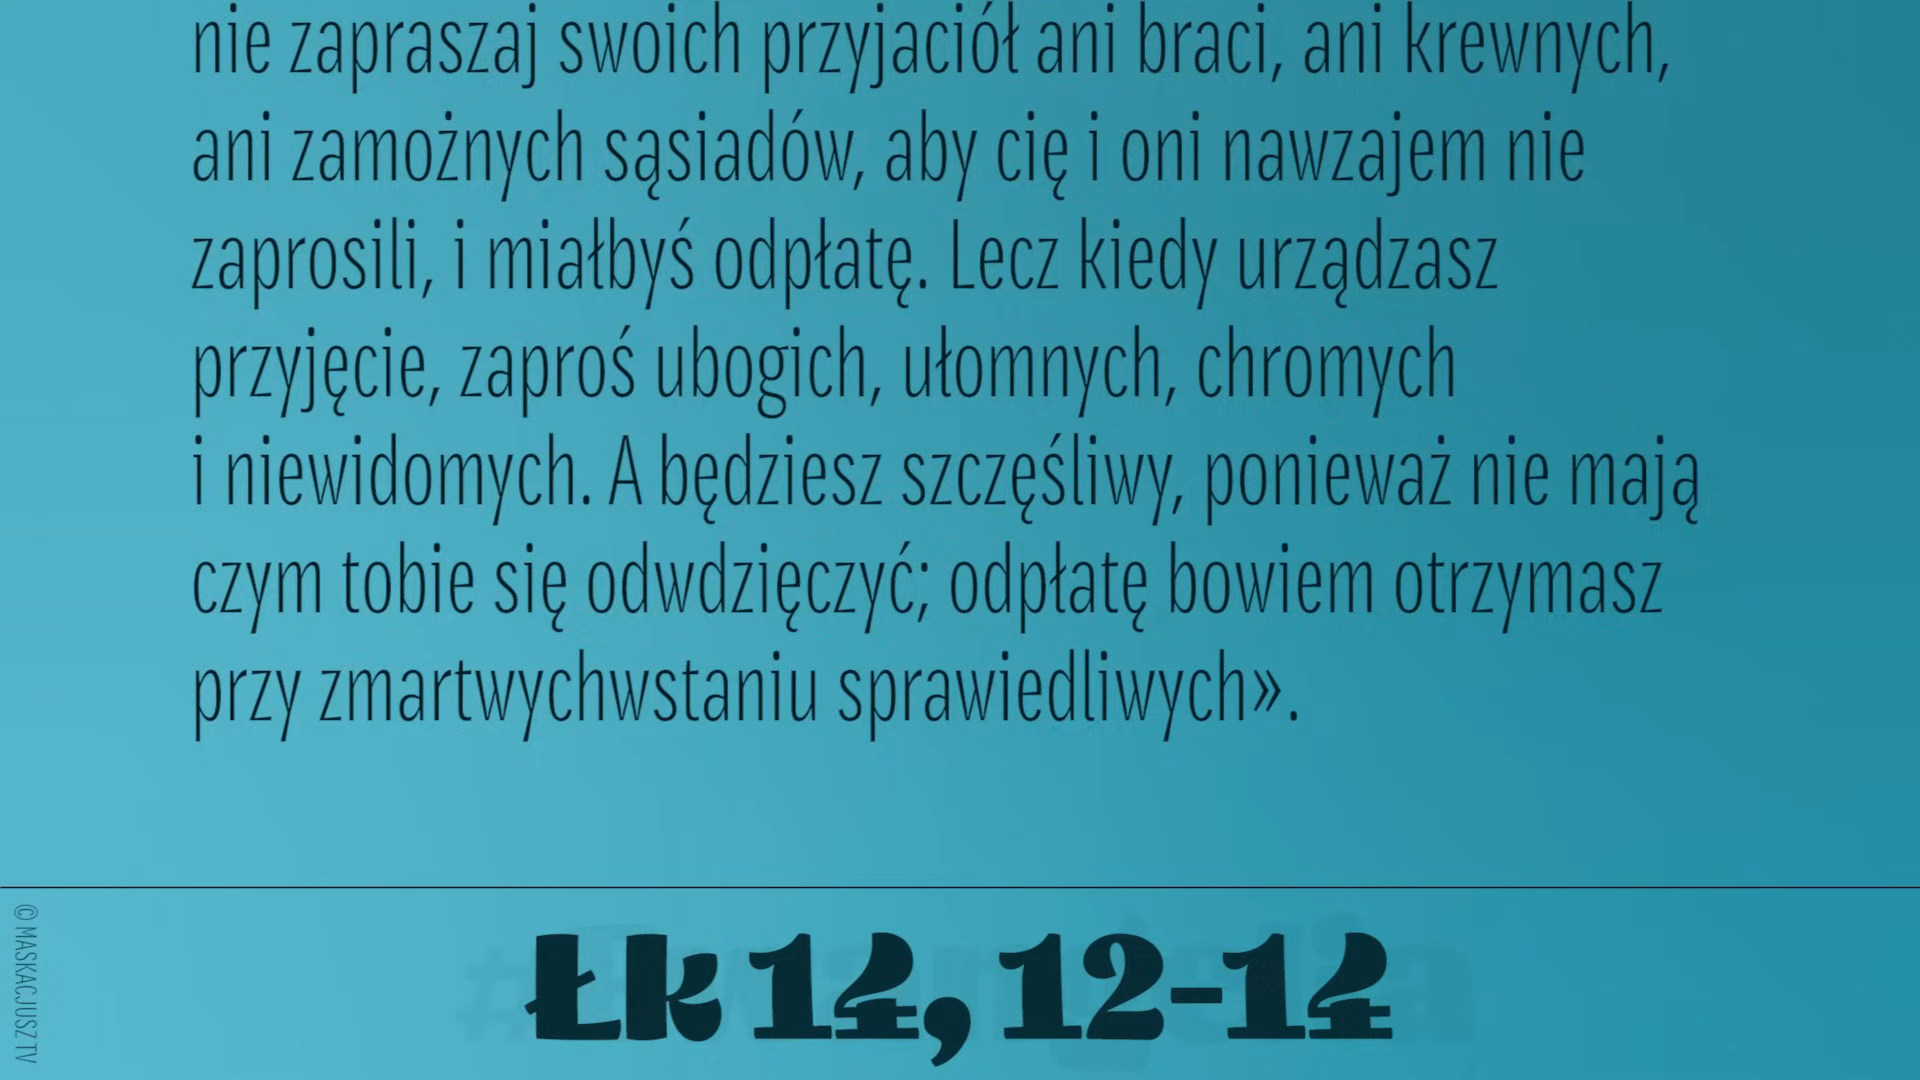 nie zapraszaj swoich przyjaciół ani braci, ani krewnych,
ani zamożnych sąsiadów, aby cię i oni nawzajem nie
zaprosili, i miałbyś odpłatę. Lecz kiedy urządzasz
przyjęcie, zaproś ubogich, ułomnych, chromych
i niewidomych. A będziesz szczęśliwy, ponieważ nie mają
czym tobie się odwdzięczyć; odpłatę bowiem otrzymasz
przy zmartwychwstaniu sprawiedliwych».
Łk 14, 12-14
© MASKACJUSZ TV